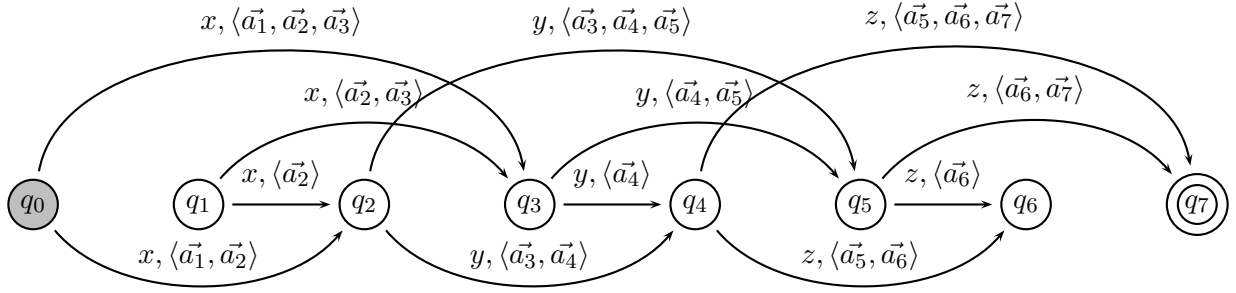 x, ⟨a⃗₁, a⃗₂, a⃗₃⟩ y, ⟨a⃗₃, a⃗₄, a⃗₅⟩ z, ⟨a⃗₅, a⃗₆, a⃗₇⟩
x, ⟨a⃗₂, a⃗₃⟩ y, ⟨a⃗₄, a⃗₅⟩ z, ⟨a⃗₆, a⃗₇⟩
x, ⟨a⃗₂⟩ y, ⟨a⃗₄⟩ z, ⟨a⃗₆⟩
q₀ q₁ q₂ q₃ q₄ q₅ q₆ q₇
x, ⟨a⃗₁, a⃗₂⟩ y, ⟨a⃗₃, a⃗₄⟩ z, ⟨a⃗₅, a⃗₆⟩